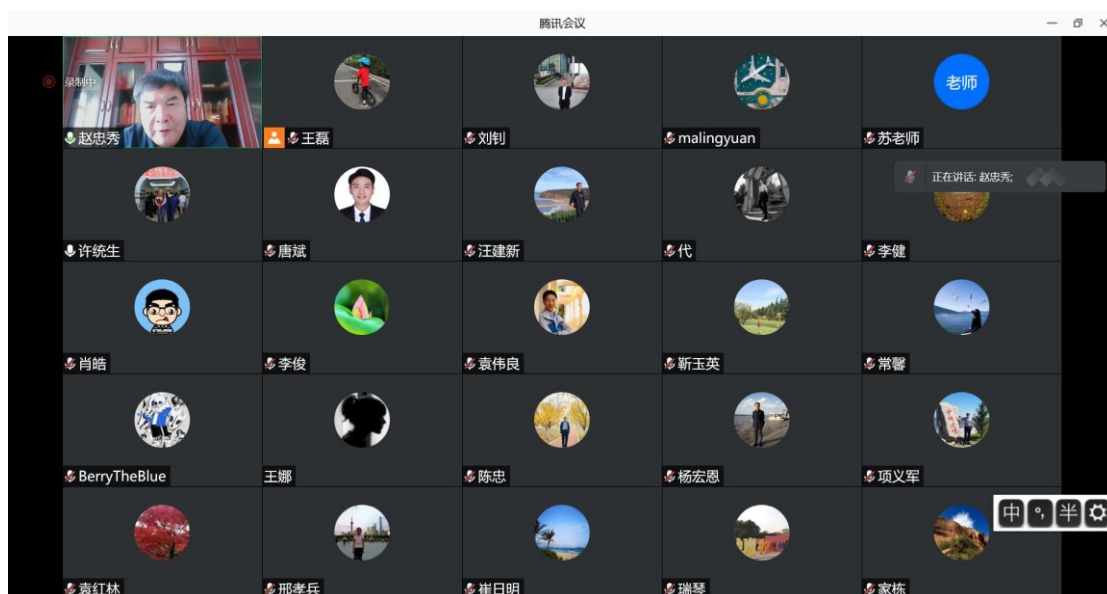 腾讯会议
录制中
老师
赵忠秀
王磊
刘钊
malingyuan
苏老师
正在讲话: 赵忠秀;
许统生
唐斌
汪建新
代
李健
肖皓
李俊
袁伟良
靳玉英
常馨
BerryTheBlue
王娜
陈忠
杨宏恩
项义军
中 °, 半
袁红林
邢孝兵
崔日明
瑞琴
家栋